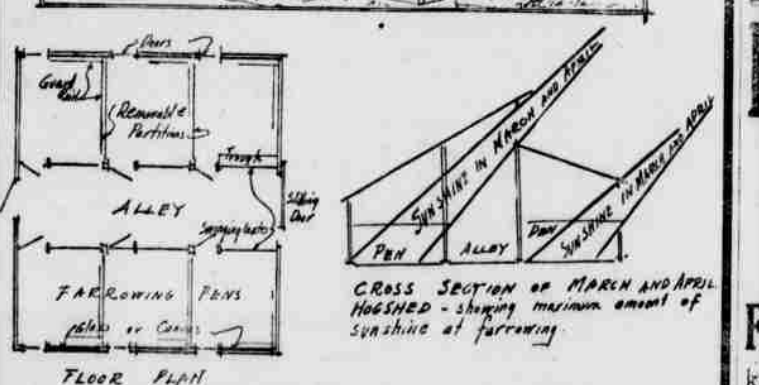 Doors
Guard
Rail
Removable
Partitions
Trough
ALLEY
Sliding
Door
Swinging Gates
FARROWING PENS
Glass or Canvas
FLOOR PLAN
SUNSHINE IN MARCH AND APRIL
SUNSHINE IN MARCH AND APRIL
PEN
ALLEY
PEN
CROSS SECTION OF MARCH AND APRIL
HOGSHED - showing maximum amount of
sunshine at farrowing.